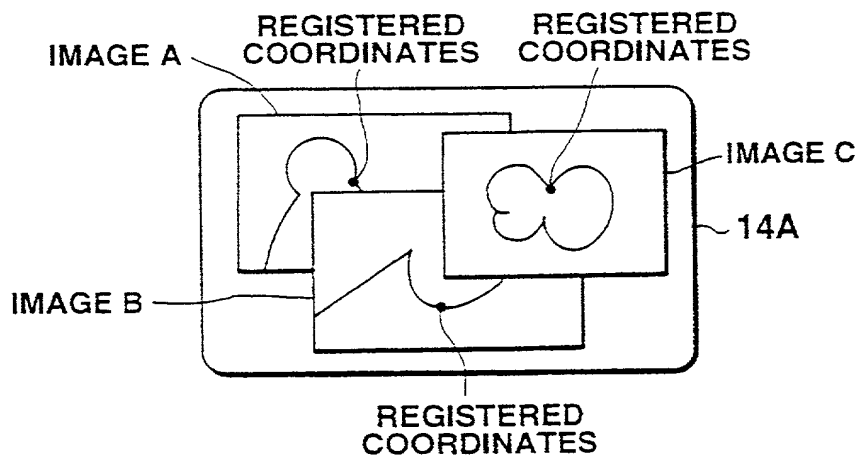 REGISTERED
COORDINATES
REGISTERED
COORDINATES
IMAGE A
IMAGE C
14A
IMAGE B
REGISTERED
COORDINATES